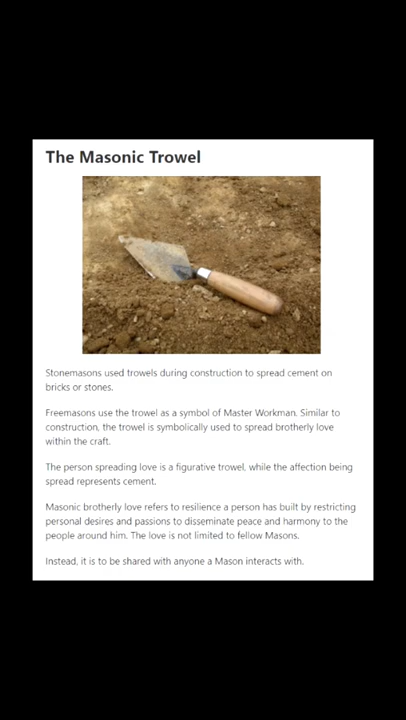 The Masonic Trowel
Stonemasons used trowels during construction to spread cement on
bricks or stones.
Freemasons use the trowel as a symbol of Master Workman. Similar to
construction, the trowel is symbolically used to spread brotherly love
within the craft.
The person spreading love is a figurative trowel, while the affection being
spread represents cement.
Masonic brotherly love refers to resilience a person has built by restricting
personal desires and passions to disseminate peace and harmony to the
people around him. The love is not limited to fellow Masons.
Instead, it is to be shared with anyone a Mason interacts with.